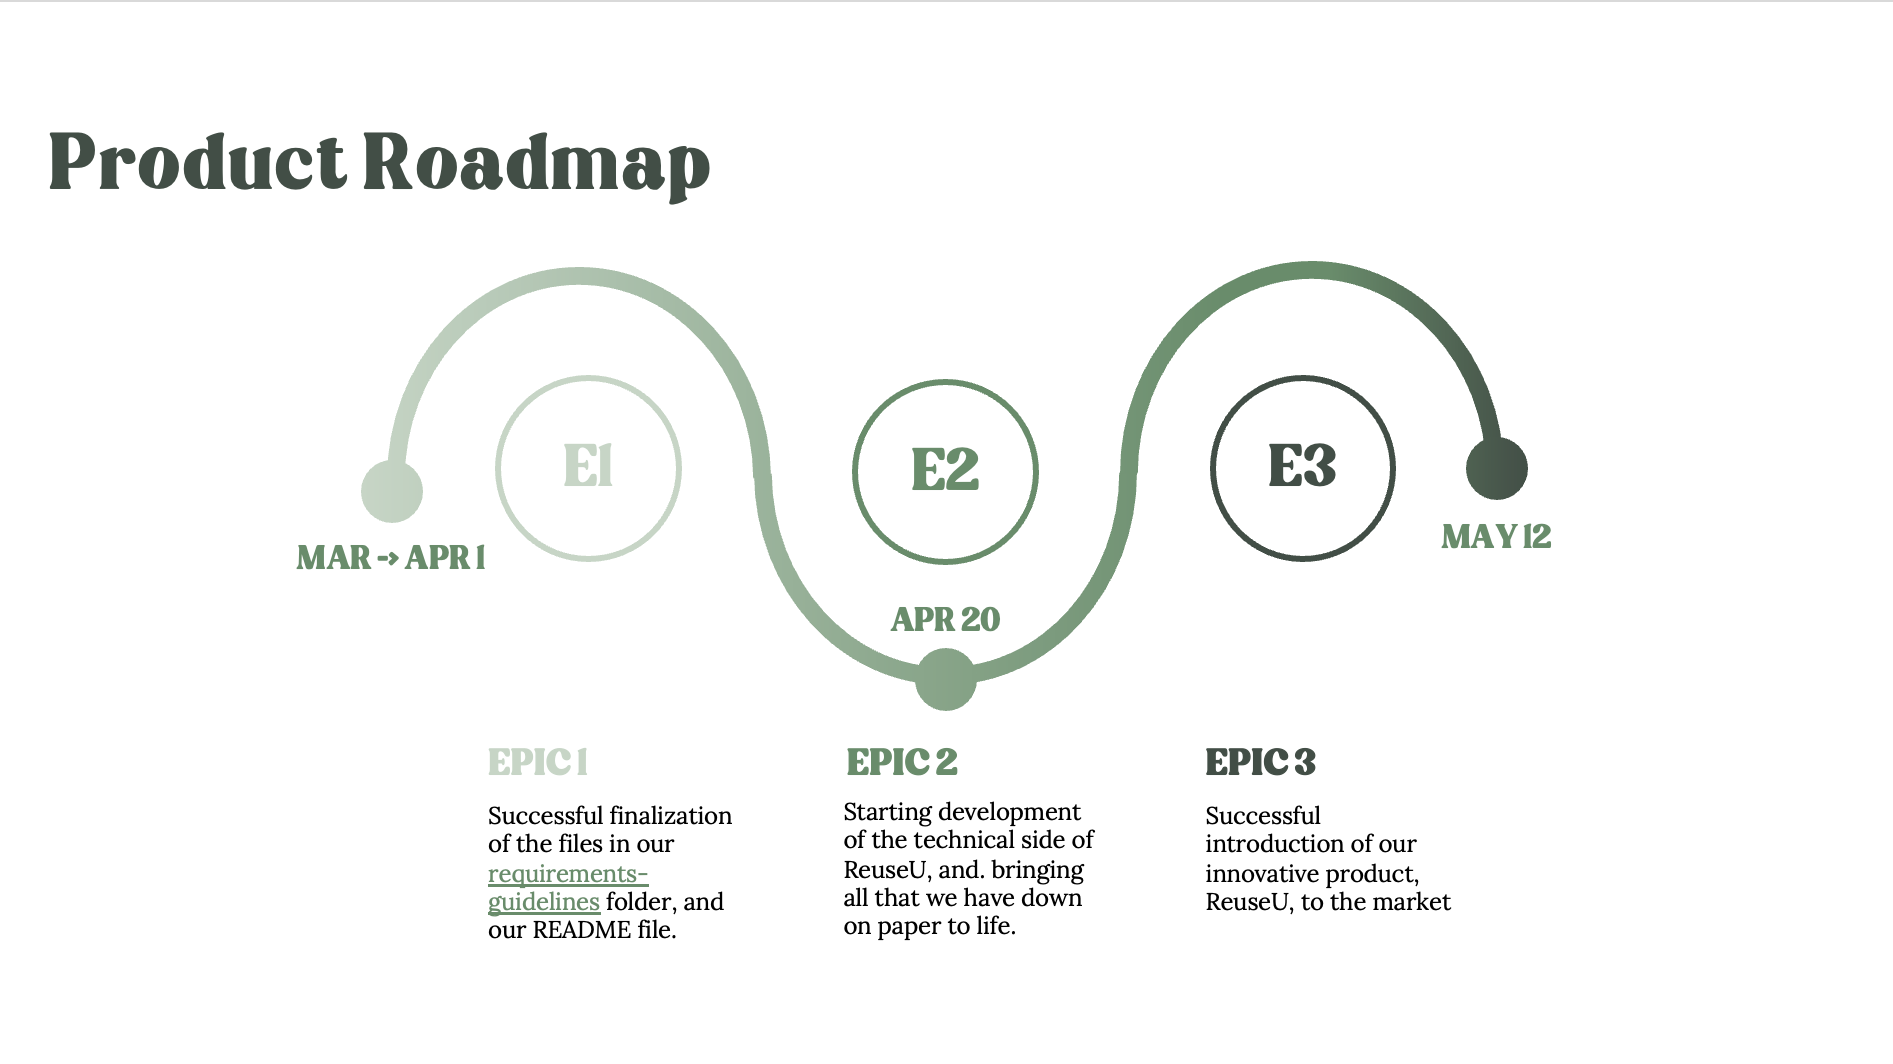 Product Roadmap
E1
E2
E3
MAR -> APR 1
APR 20
MAY 12
EPIC 1
Successful finalization
of the files in our
requirements-
guidelines folder, and
our README file.
EPIC 2
Starting development
of the technical side of
ReuseU, and. bringing
all that we have down
on paper to life.
EPIC 3
Successful
introduction of our
innovative product,
ReuseU, to the market